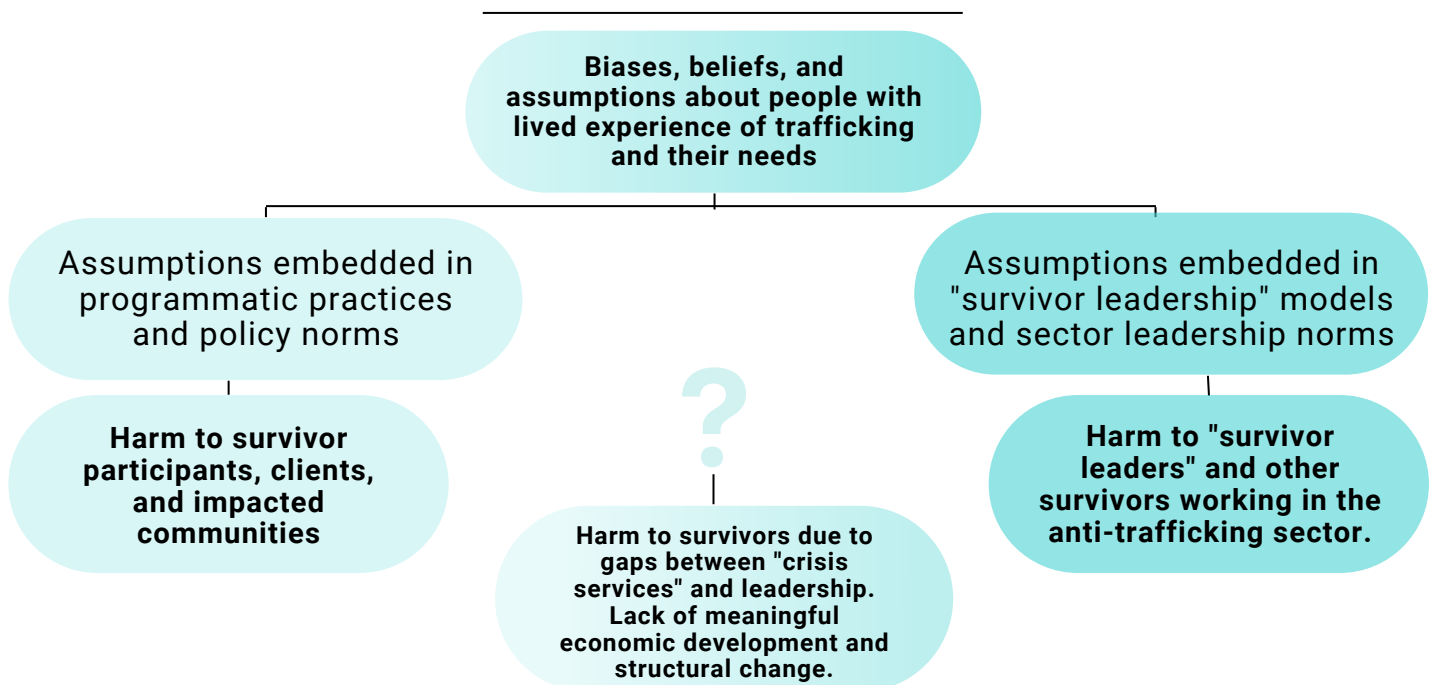 Biases, beliefs, and
assumptions about people with
lived experience of trafficking
and their needs
Assumptions embedded in
programmatic practices
and policy norms
Assumptions embedded in
"survivor leadership" models
and sector leadership norms
?
Harm to survivor
participants, clients,
and impacted
communities
Harm to survivors due to
gaps between "crisis
services" and leadership.
Lack of meaningful
economic development and
structural change.
Harm to "survivor
leaders" and other
survivors working in the
anti-trafficking sector.